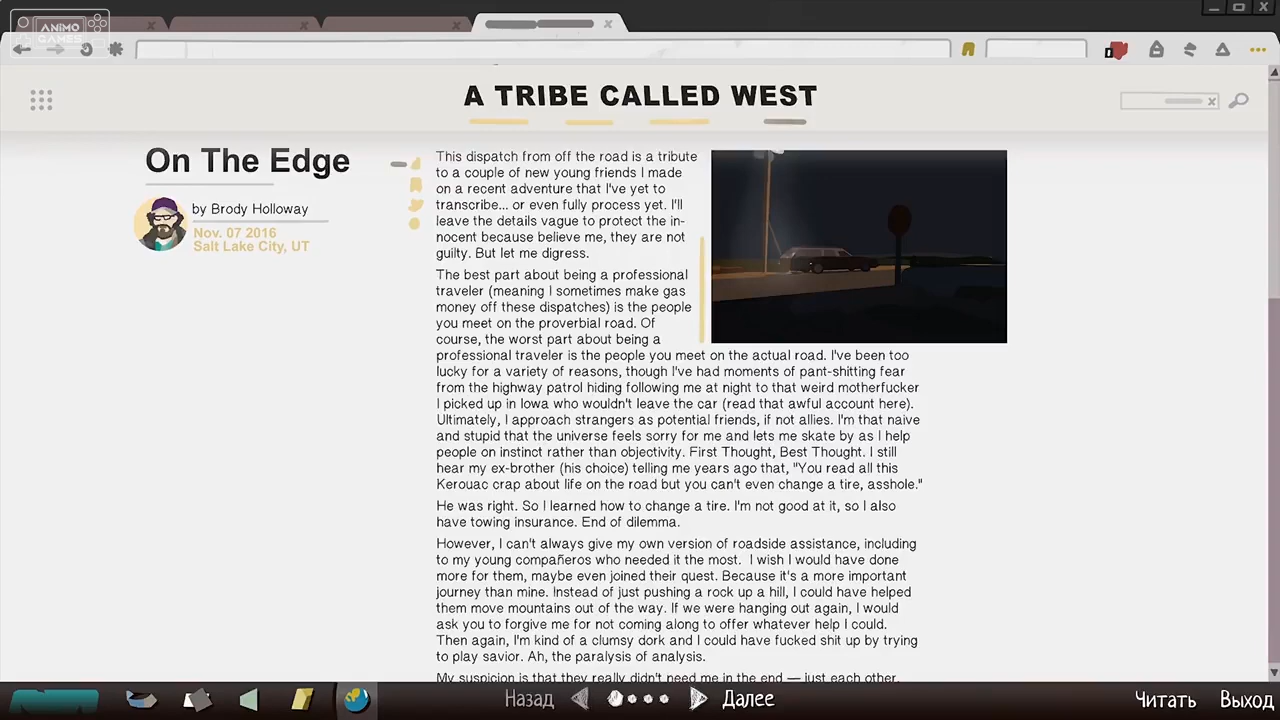 ANIMO
GAMES
A TRIBE CALLED WEST
On The Edge
by Brody Holloway
Nov. 07 2016
Salt Lake City, UT
This dispatch from off the road is a tribute
to a couple of new young friends I made
on a recent adventure that I've yet to
transcribe... or even fully process yet. I'll
leave the details vague to protect the in-
nocent because believe me, they are not
guilty. But let me digress.
The best part about being a professional
traveler (meaning I sometimes make gas
money off these dispatches) is the people
you meet on the proverbial road. Of
course, the worst part about being a
professional traveler is the people you meet on the actual road. I've been too
lucky for a variety of reasons, though I've had moments of pant-shitting fear
from the highway patrol hiding following me at night to that weird motherfucker
I picked up in Iowa who wouldn't leave the car (read that awful account here).
Ultimately, I approach strangers as potential friends, if not allies. I'm that naive
and stupid that the universe feels sorry for me and lets me skate by as I help
people on instinct rather than objectivity. First Thought, Best Thought. I still
hear my ex-brother (his choice) telling me years ago that, "You read all this
Kerouac crap about life on the road but you can't even change a tire, asshole."
He was right. So I learned how to change a tire. I'm not good at it, so I also
have towing insurance. End of dilemma.
However, I can't always give my own version of roadside assistance, including
to my young compañeros who needed it the most. I wish I would have done
more for them, maybe even joined their quest. Because it's a more important
journey than mine. Instead of just pushing a rock up a hill, I could have helped
them move mountains out of the way. If we were hanging out again, I would
ask you to forgive me for not coming along to offer whatever help I could.
Then again, I'm kind of a clumsy dork and I could have fucked shit up by trying
to play savior. Ah, the paralysis of analysis.
My suspicion is that they really didn't need me in the end — just each other.
Назад
Далее
Читать
Выход